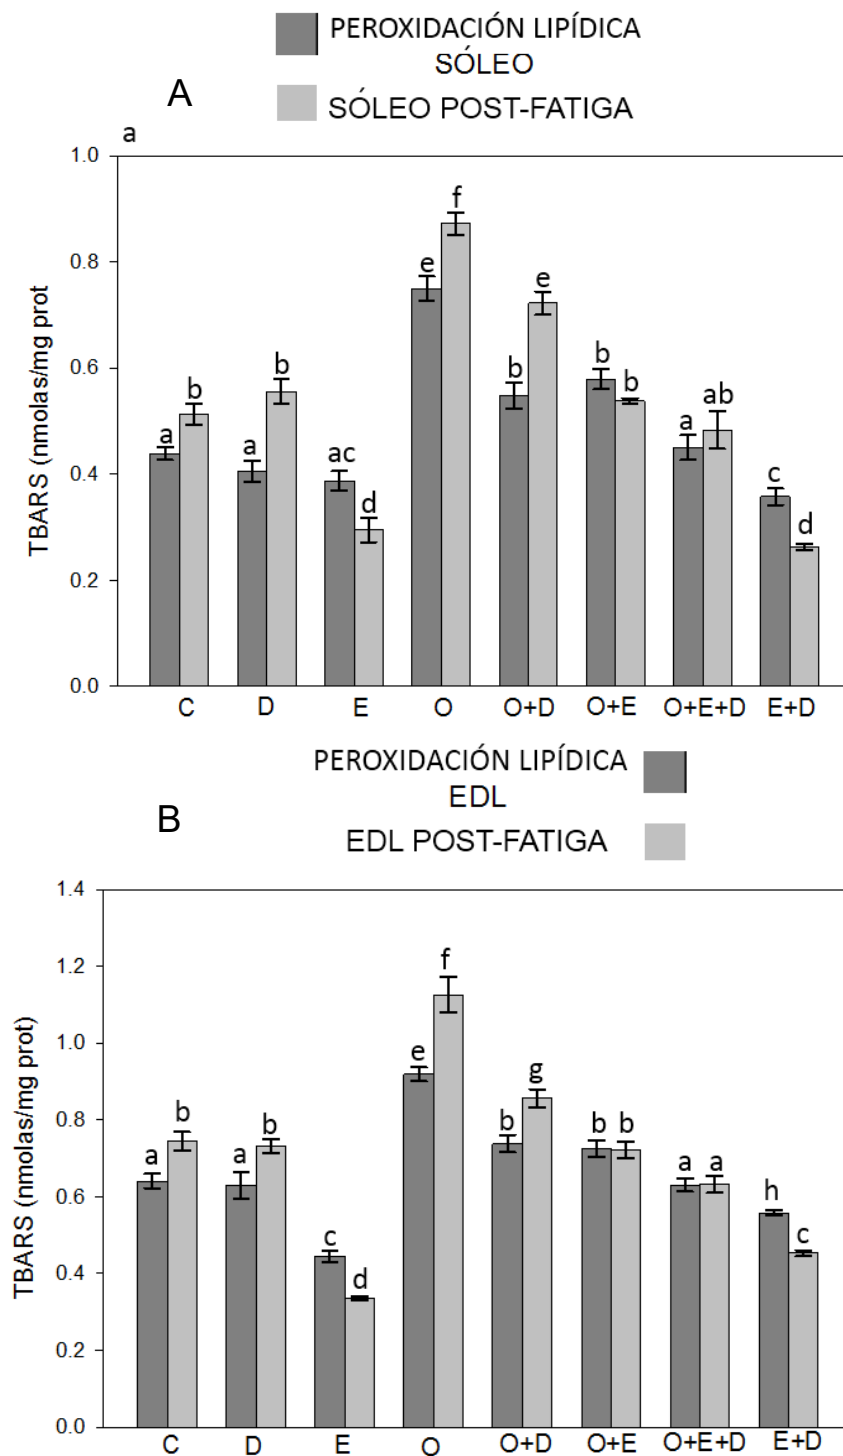 PEROXIDACIÓN LIPÍDICA
SÓLEO
A
SÓLEO POST-FATIGA
a
1.0
f
0.8
e
e
0.6
b
b
b
b
b
ab
a
a
ac
a
c
0.4
d
d
0.2
0.0
TBARS (nmolas/mg prot
C D E O O+D O+E O+E+D E+D
PEROXIDACIÓN LIPÍDICA
EDL
B
EDL POST-FATIGA
1.4
1.2
f
1.0
e
g
0.8
b
b
b
b
b
a
a
a
a
h
0.6
c
c
0.4
d
0.2
0.0
TBARS (nmolas/mg prot)
C D E O O+D O+E O+E+D E+D